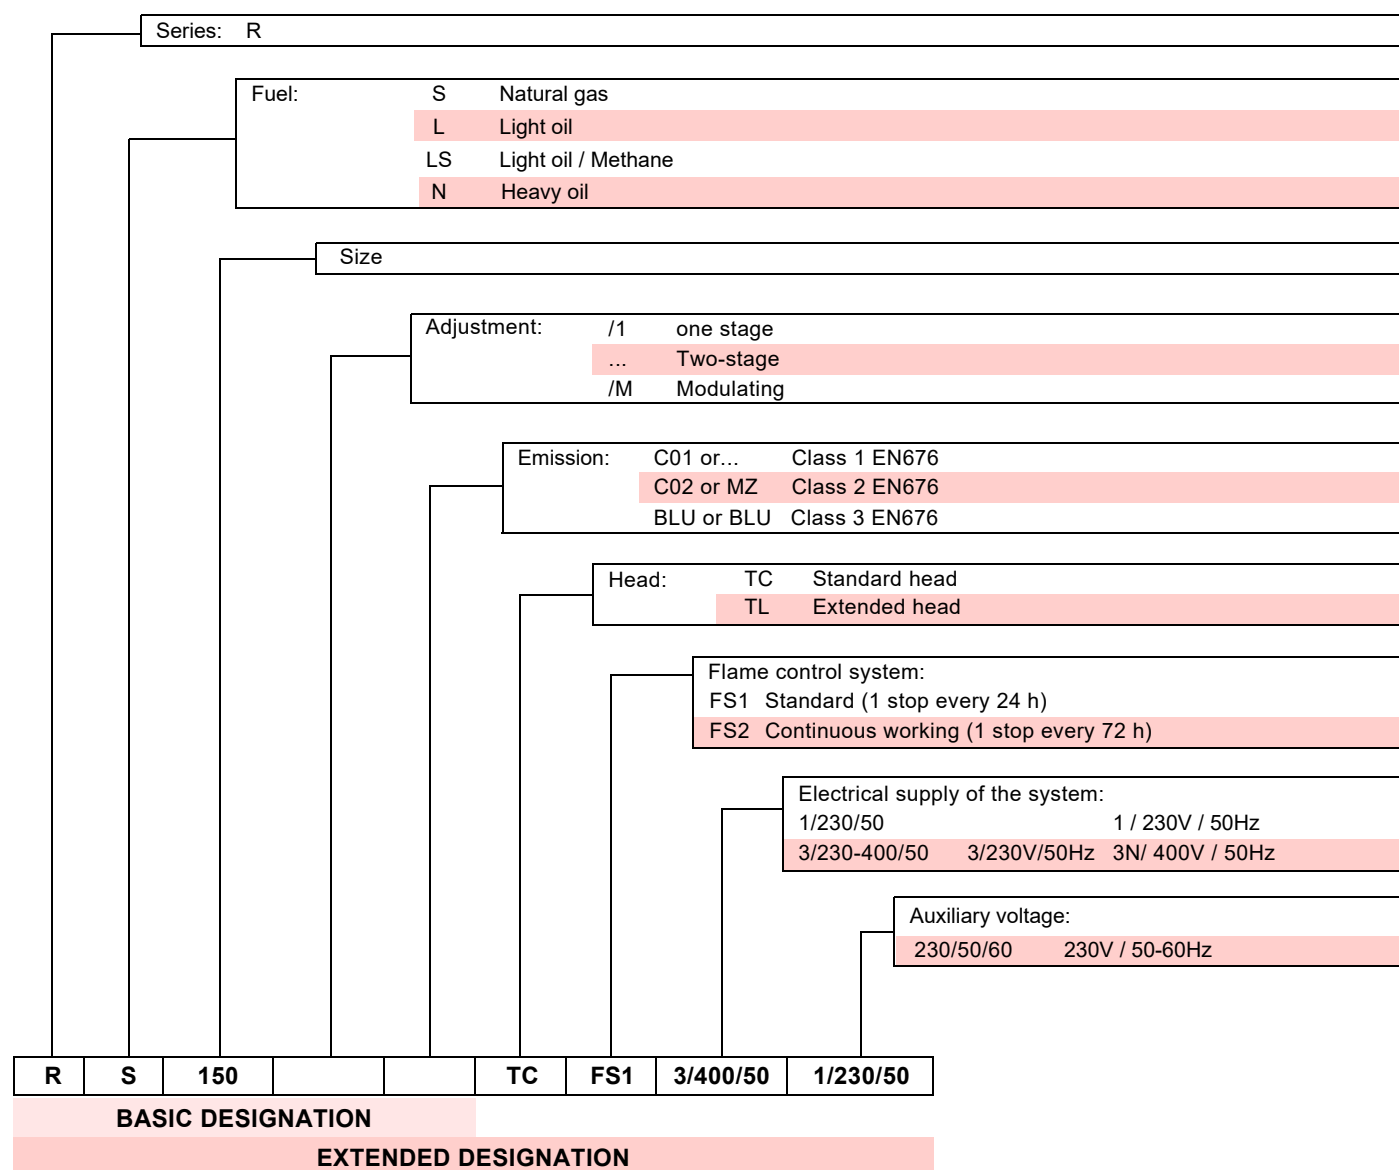 Series: R
Fuel: S Natural gas
L Light oil
LS Light oil / Methane
N Heavy oil
Size
Adjustment: /1 one stage
... Two-stage
/M Modulating
Emission: C01 or... Class 1 EN676
C02 or MZ Class 2 EN676
BLU or BLU Class 3 EN676
Head: TC Standard head
TL Extended head
Flame control system:
FS1 Standard (1 stop every 24 h)
FS2 Continuous working (1 stop every 72 h)
Electrical supply of the system:
1/230/50 1 / 230V / 50Hz
3/230-400/50 3/230V/50Hz 3N/ 400V / 50Hz
Auxiliary voltage:
230/50/60 230V / 50-60Hz
R S 150 TC FS1 3/400/50 1/230/50
BASIC DESIGNATION
EXTENDED DESIGNATION